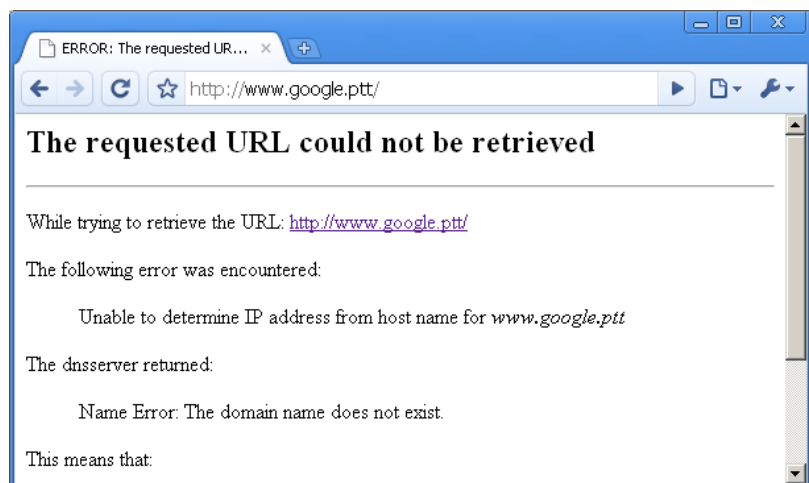 ERROR: The requested UR...
http://www.google.ptt/
The requested URL could not be retrieved
While trying to retrieve the URL: http://www.google.ptt/
The following error was encountered:
Unable to determine IP address from host name for www.google.ptt
The dnsserver returned:
Name Error: The domain name does not exist.
This means that: